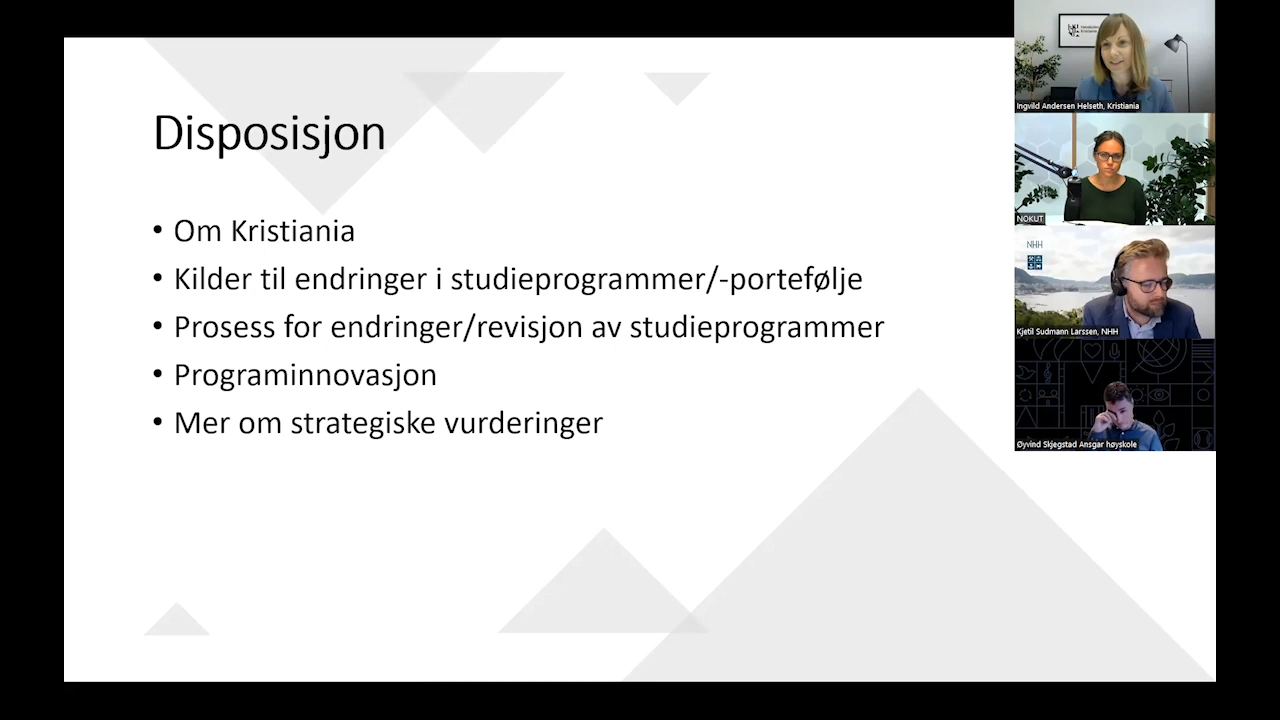 Disposisjon
• Om Kristiania
• Kilder til endringer i studieprogrammer/-portefølje
• Prosess for endringer/revisjon av studieprogrammer
• Programinnovasjon
• Mer om strategiske vurderinger
Ingvild Andersen Helseth, Kristiania
NOKUT
NHH
Kjetil Sudmann Larssen, NHH
Øyvind Skjegstad Ansgar høyskole